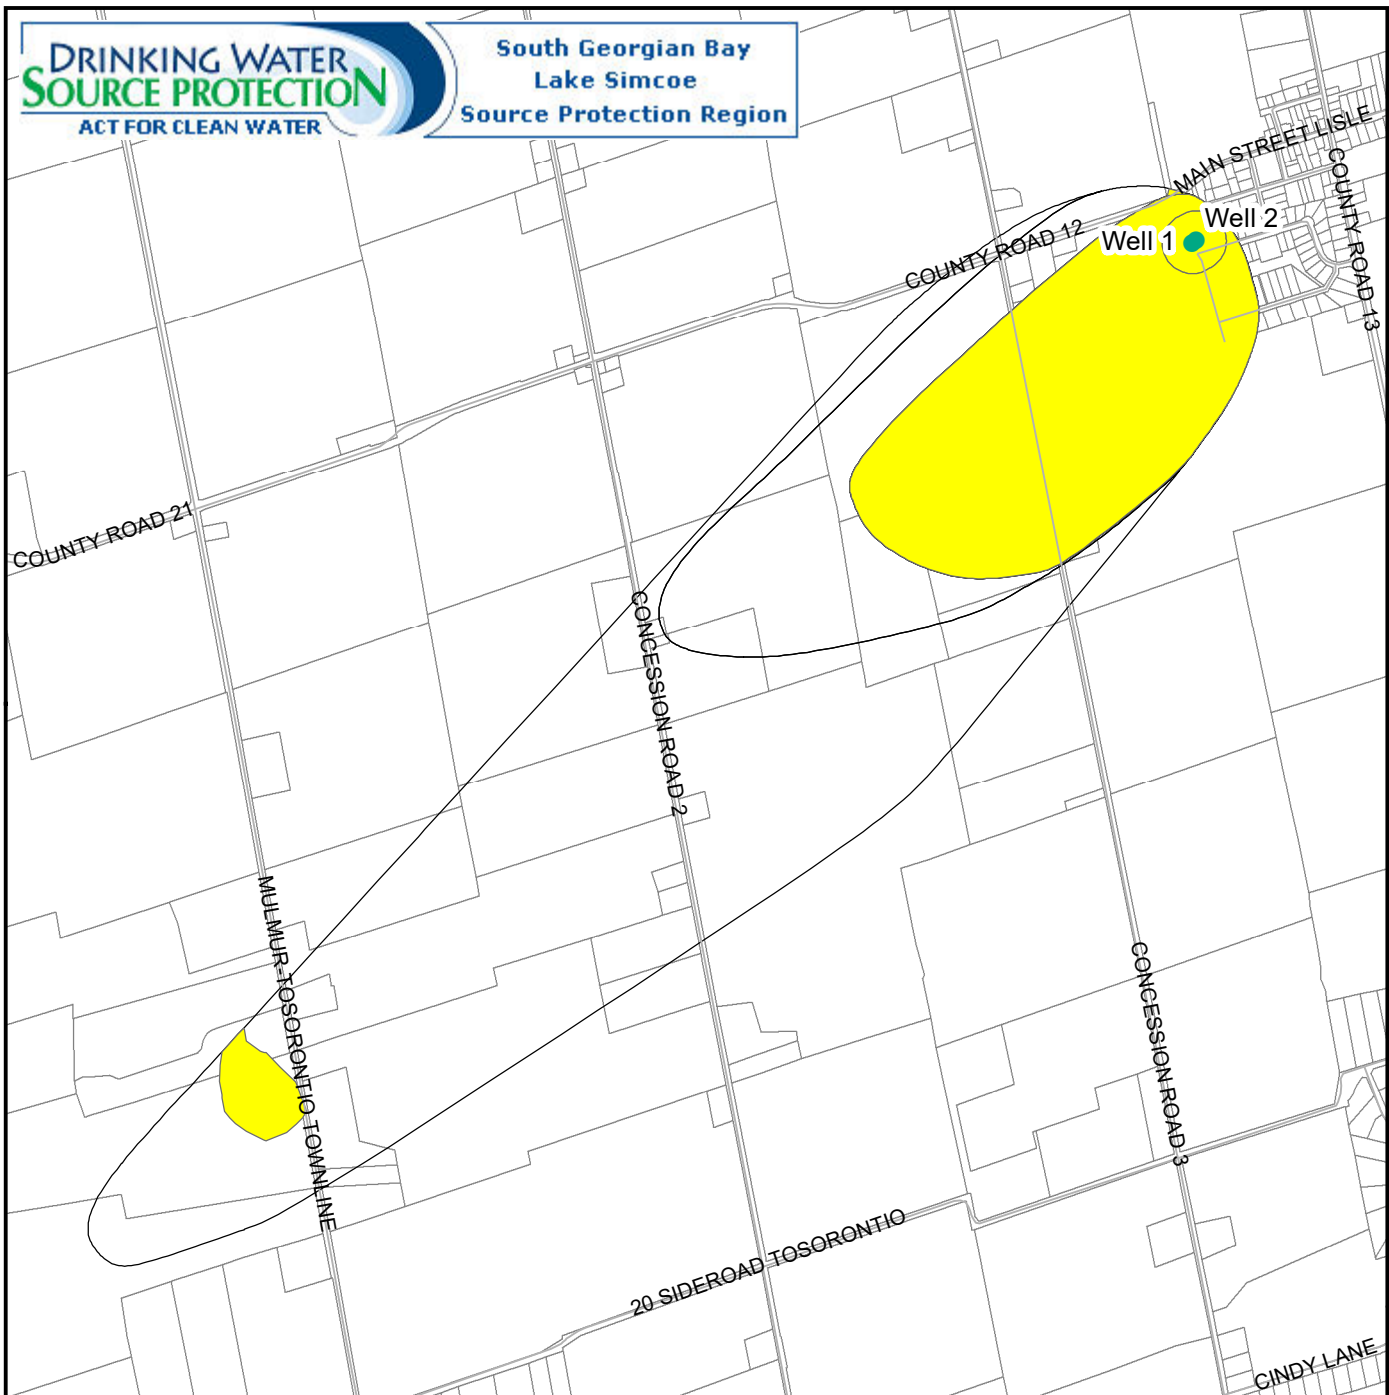 DRINKING WATER
SOURCE PROTECTION
ACT FOR CLEAN WATER
South Georgian Bay
Lake Simcoe
Source Protection Region
MAIN STREET LISLE
COUNTY ROAD 13
Well 2
Well 1
COUNTY ROAD 12
COUNTY ROAD 21
CONCESSION ROAD 2
MULMUR-TOSORONTIO TOWNLINE
CONCESSION ROAD 3
20 SIDEROAD TOSORONTIO
CINDY LANE